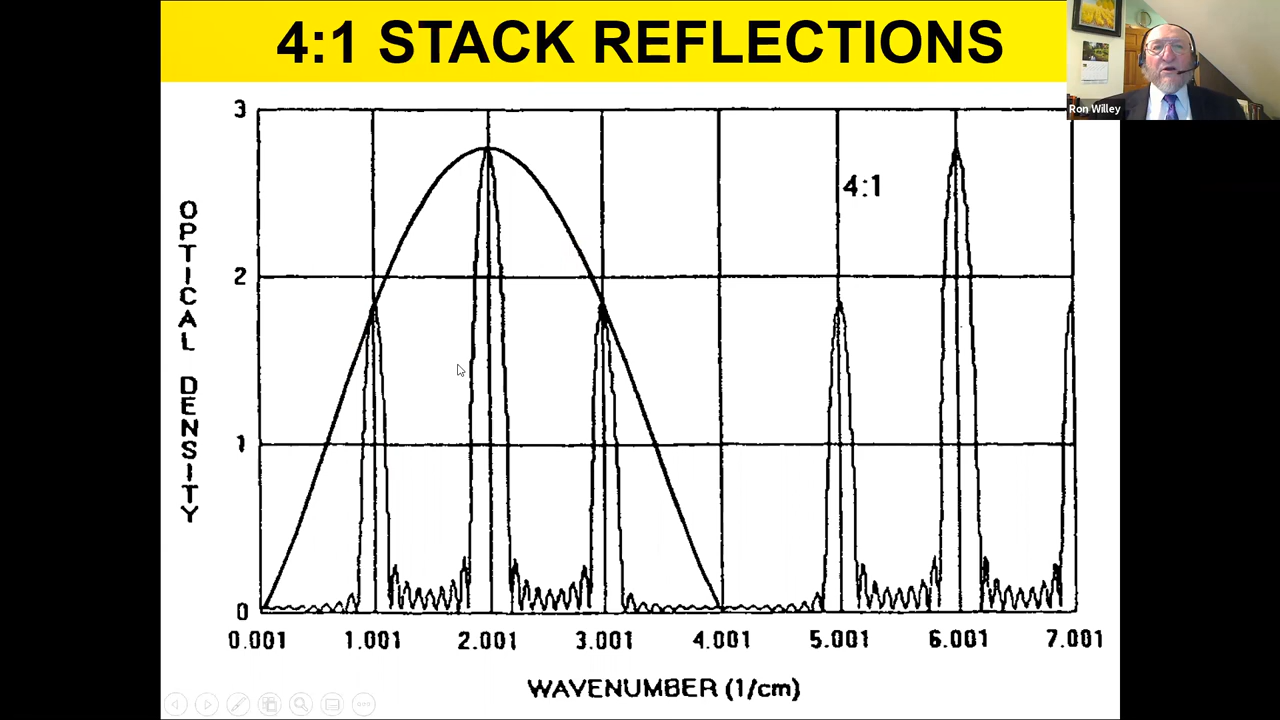 4:1 STACK REFLECTIONS
Ron Willey
3
2
1
0
OPTICAL DENSITY
4:1
0.001 1.001 2.001 3.001 4.001 5.001 6.001 7.001
WAVENUMBER (1/cm)